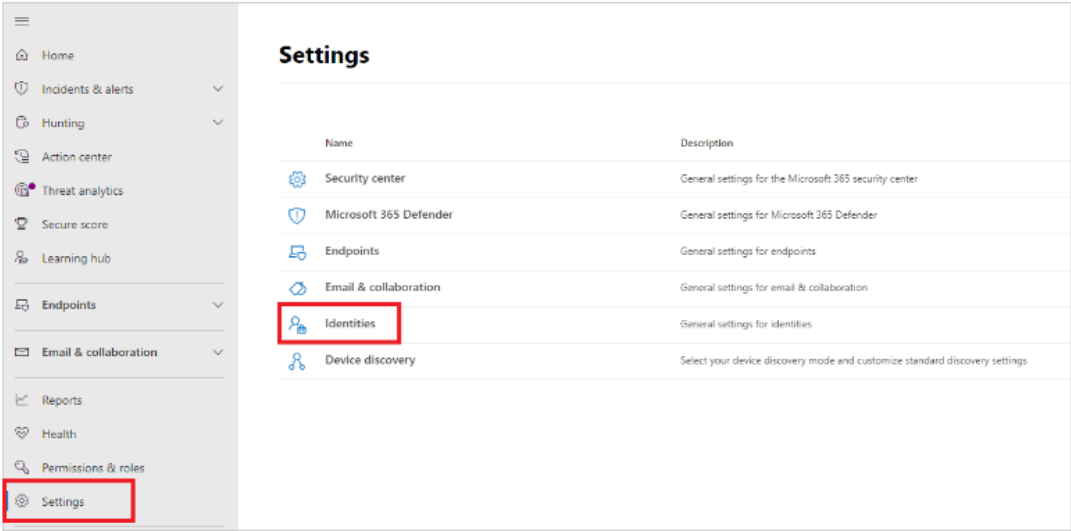 Home
Incidents & alerts
Hunting
Action center
Threat analytics
Secure score
Learning hub
Endpoints
Email & collaboration
Reports
Health
Permissions & roles
Settings
Settings
Name Description
Security center General settings for the Microsoft 365 security center
Microsoft 365 Defender General settings for Microsoft 365 Defender
Endpoints General settings for endpoints
Email & collaboration General settings for email & collaboration
Identities General settings for identities
Device discovery Select your device discovery mode and customize standard discovery settings